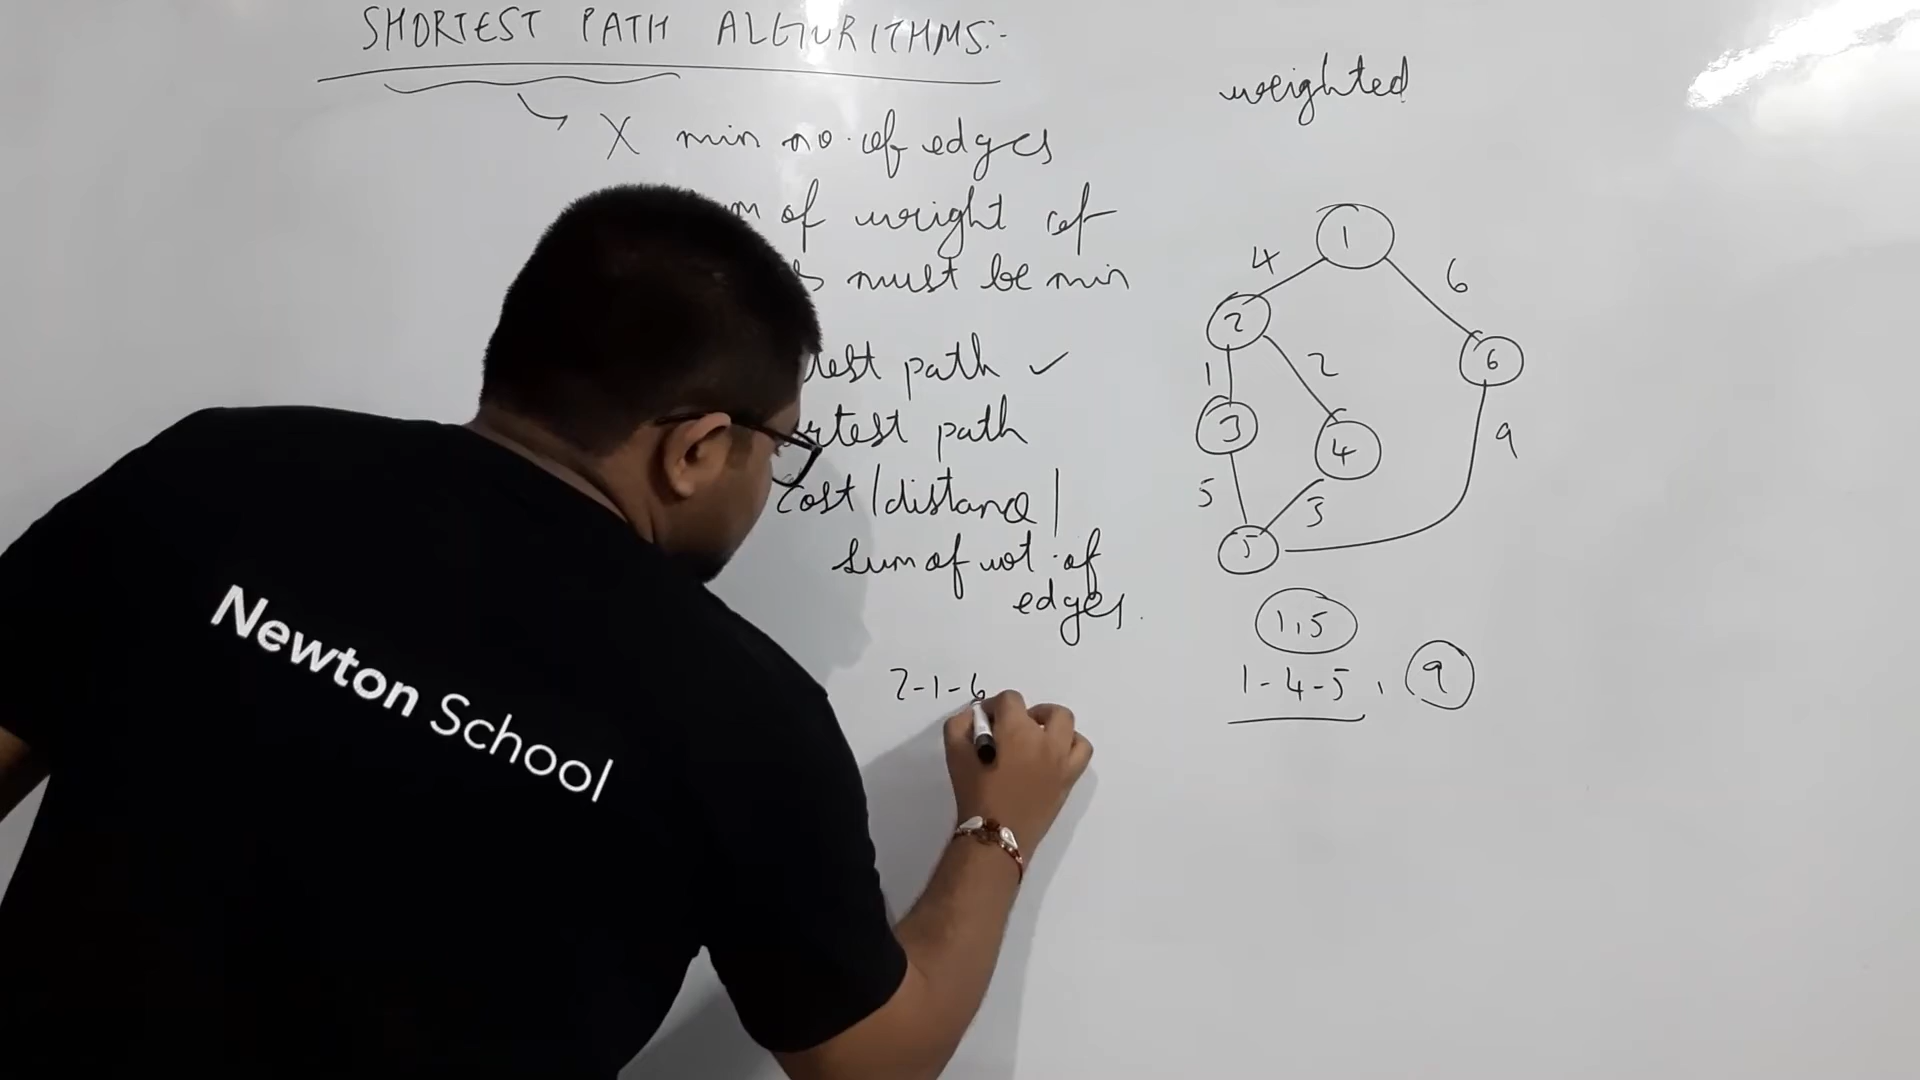 SHORTEST PATH ALGORITHMS:-
weighted
X min no. of edges
of weight of
must be min
path ✓
path
cost/distance/
sum of wt. of
edges.
2-1-6
1
4
6
2
6
1
2
3
4
9
5
3
5
1,5
1-4-5, 9
Newton School